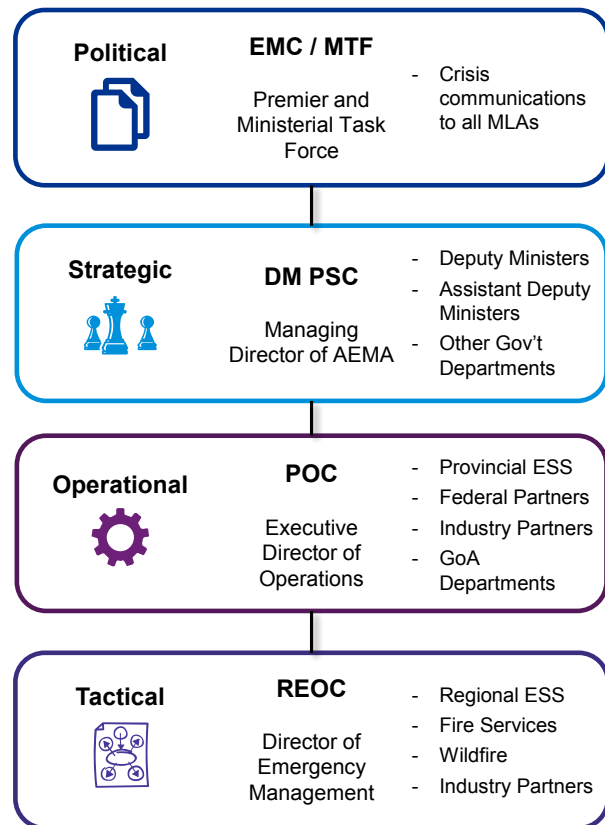 Political
EMC / MTF
Premier and
Ministerial Task
Force
- Crisis
communications
to all MLAs
Strategic
DM PSC
Managing
Director of AEMA
- Deputy Ministers
- Assistant Deputy
Ministers
- Other Gov't
Departments
Operational
POC
Executive
Director of
Operations
- Provincial ESS
- Federal Partners
- Industry Partners
- GoA
Departments
Tactical
REOC
Director of
Emergency
Management
- Regional ESS
- Fire Services
- Wildfire
- Industry Partners